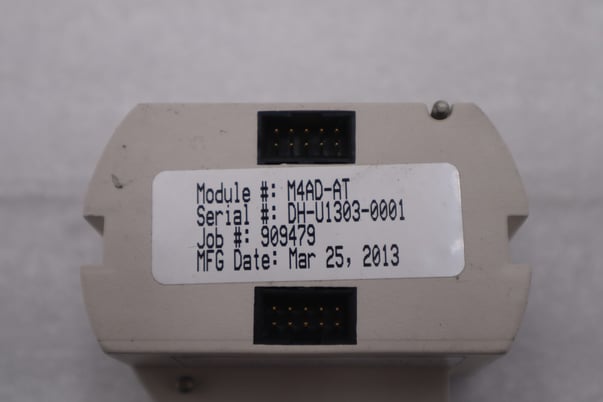 Module #: M4AD-AT
Serial #: DH-U1303-0001
Job #: 909479
MFG Date: Mar 25, 2013